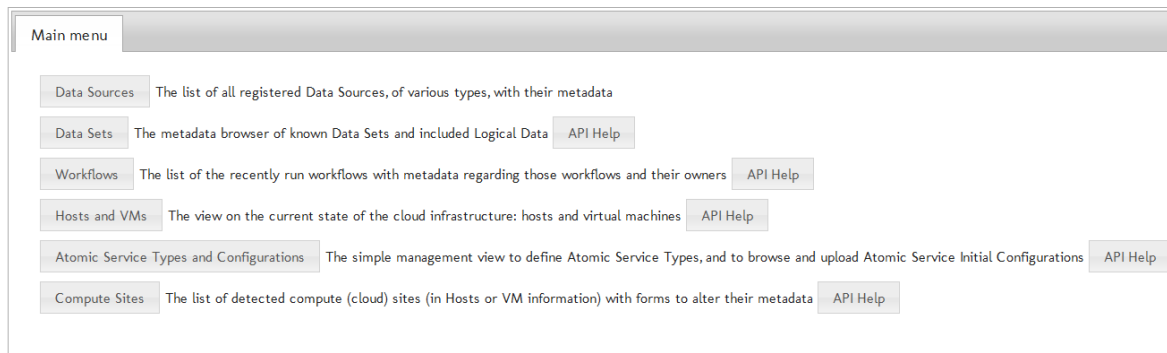 Main menu
Data Sources The list of all registered Data Sources, of various types, with their metadata
Data Sets The metadata browser of known Data Sets and included Logical Data API Help
Workflows The list of the recently run workflows with metadata regarding those workflows and their owners API Help
Hosts and VMs The view on the current state of the cloud infrastructure: hosts and virtual machines API Help
Atomic Service Types and Configurations The simple management view to define Atomic Service Types, and to browse and upload Atomic Service Initial Configurations API Help
Compute Sites The list of detected compute (cloud) sites (in Hosts or VM information) with forms to alter their metadata API Help